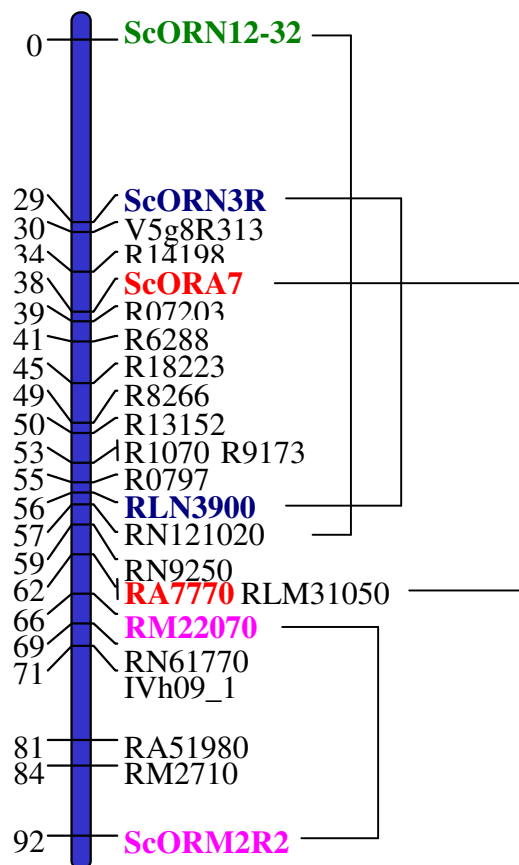 0 ScORN12-32
29 ScORN3R
30 V5g8R313
34 R14198
38 ScORA7
39 R07203
41 R6288
45 R18223
49 R8266
50 R13152
53 R1070 R9173
55 R0797
56 RLN3900
57 RN121020
59 RN9250
62 RA7770 RLM31050
66 RM22070
69 RN61770
71 IVh09_1
81 RA51980
84 RM2710
92 ScORM2R2